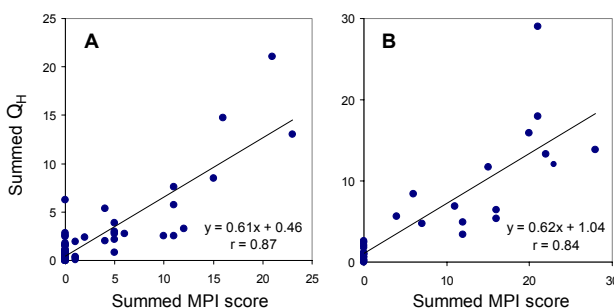 A
B
Summed Q_H
25
20
15
10
5
0
y = 0.61x + 0.46
r = 0.87
0 5 10 15 20 25
Summed MPI score
30
20
10
0
y = 0.62x + 1.04
r = 0.84
0 10 20 30
Summed MPI score